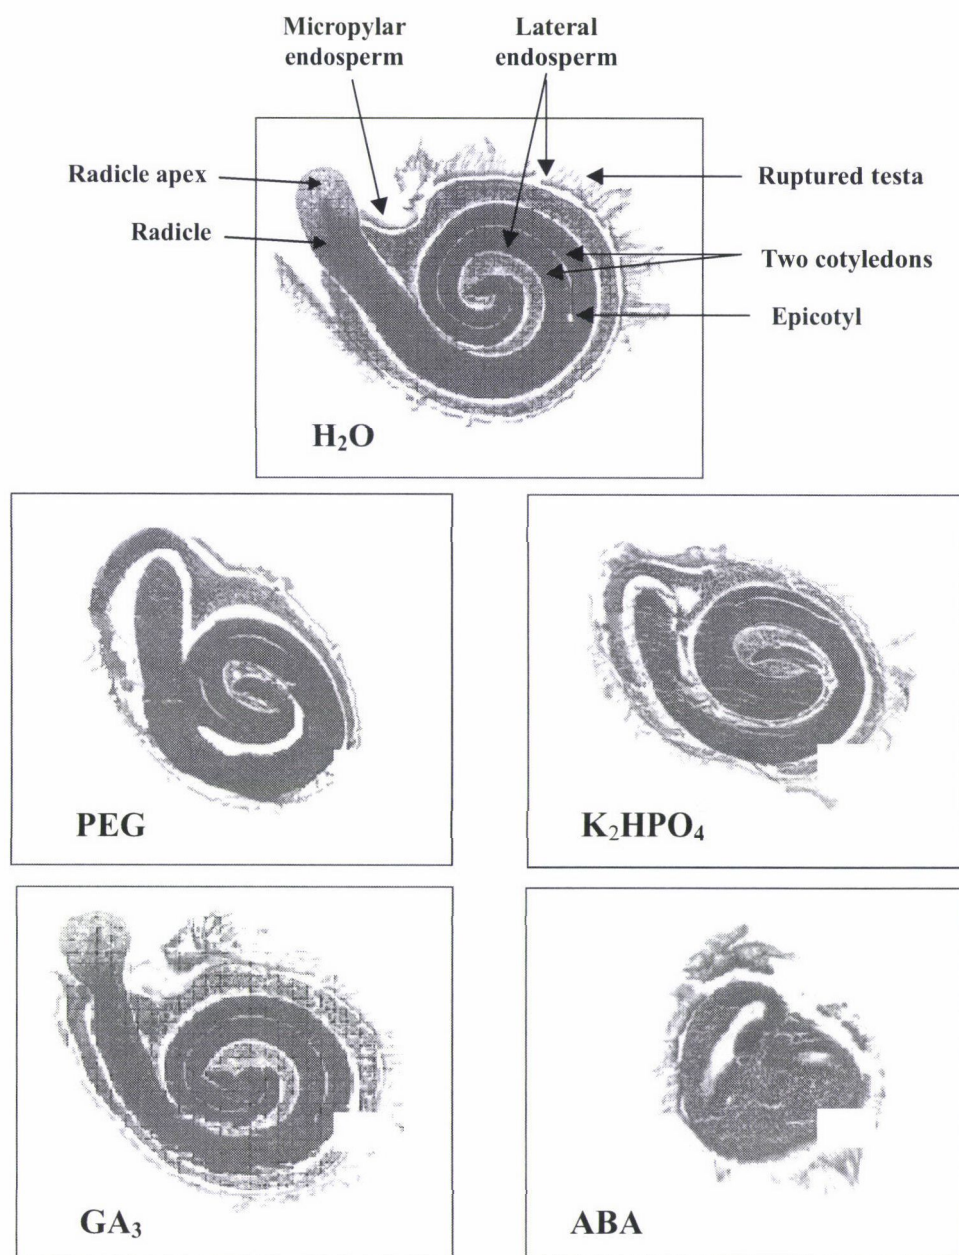 Micropylar
endosperm
Lateral
endosperm
Radicle apex
Ruptured testa
Radicle
Two cotyledons
Epicotyl
H₂O
PEG
K₂HPO₄
GA₃
ABA